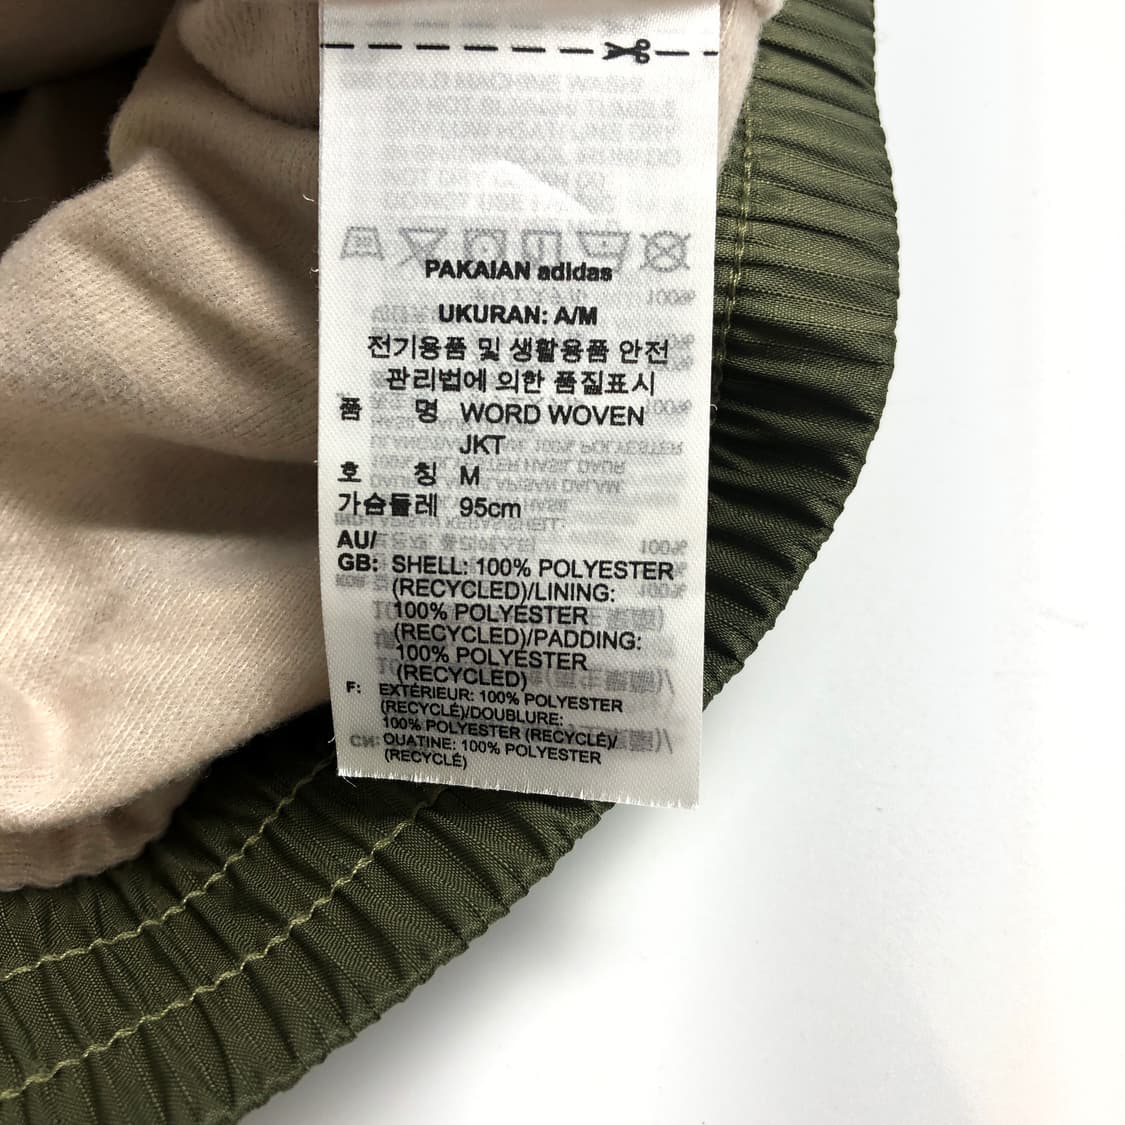 PAKAIAN adidas
UKURAN: A/M
전기용품 및 생활용품 안전
관리법에 의한 품질표시
품 명 WORD WOVEN
JKT
호 칭 M
가슴둘레 95cm
AU/
GB: SHELL: 100% POLYESTER
(RECYCLED)/LINING:
100% POLYESTER
(RECYCLED)/PADDING:
100% POLYESTER
(RECYCLED)
F: EXTÉRIEUR: 100% POLYESTER
(RECYCLÉ)/DOUBLURE:
100% POLYESTER (RECYCLÉ)/
OUATINE: 100% POLYESTER
(RECYCLÉ)